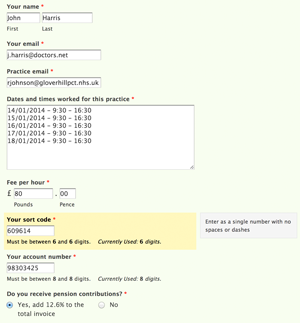 Your name *
John Harris
First Last
Your email *
j.harris@doctors.net
Practice email *
rjohnson@gloverhillpct.nhs.uk
Dates and times worked for this practice *
14/01/2014 - 9:30 - 16:30
15/01/2014 - 9:30 - 16:30
16/01/2014 - 9:30 - 16:30
17/01/2014 - 9:30 - 16:30
18/01/2014 - 9:30 - 16:30
Fee per hour *
£ 80 . 00
Pounds Pence
Your sort code *
609614
Must be between 6 and 6 digits. Currently Used: 6 digits.
Enter as a single number with no
spaces or dashes
Your account number *
98303425
Must be between 8 and 8 digits. Currently Used: 8 digits.
Do you receive pension contributions? *
Yes, add 12.6% to the No
total invoice